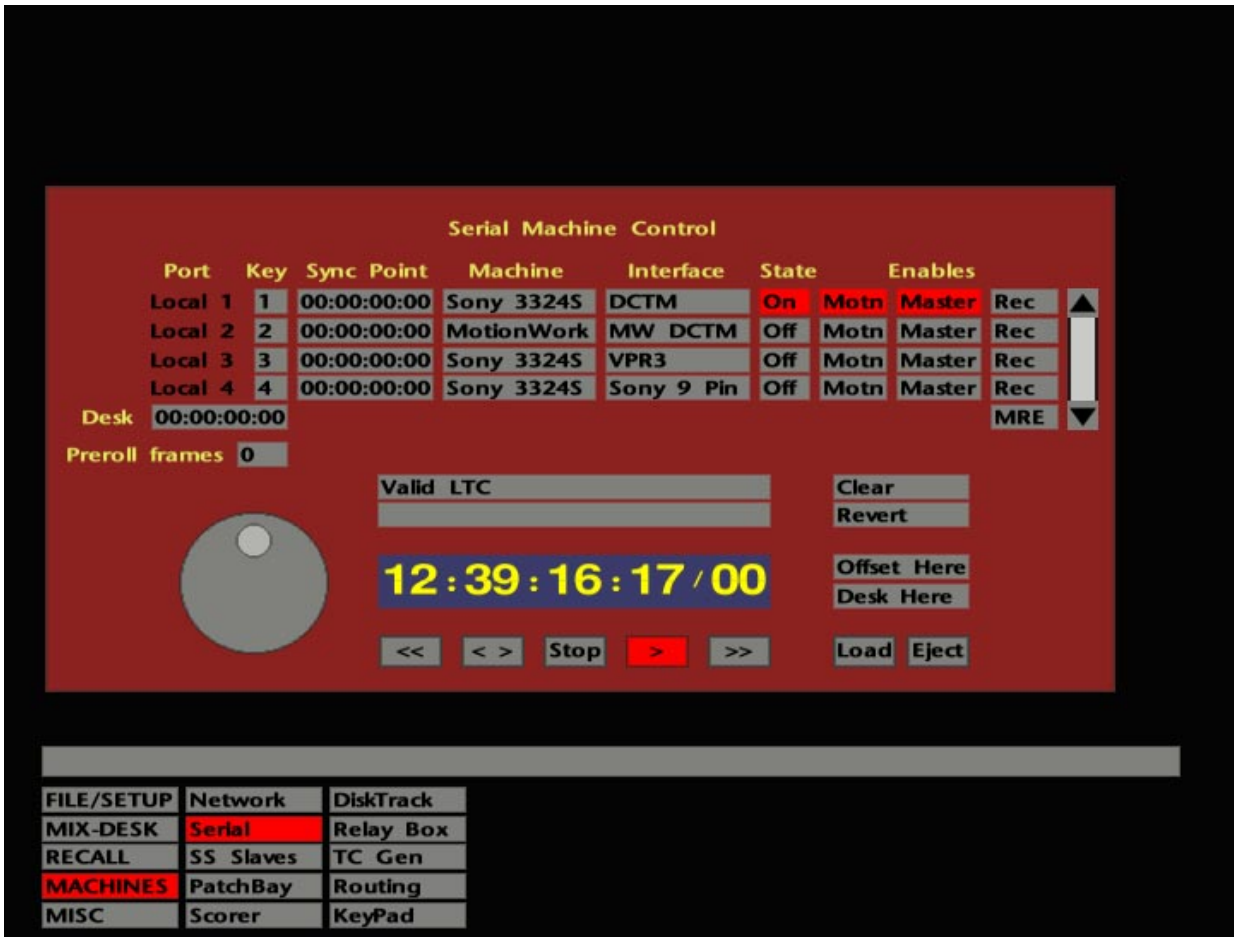 Serial Machine Control
Port Key Sync Point Machine Interface State Enables
Local 1 1 00:00:00:00 Sony 3324S DCTM On Motn Master Rec
Local 2 2 00:00:00:00 MotionWork MW DCTM Off Motn Master Rec
Local 3 3 00:00:00:00 Sony 3324S VPR3 Off Motn Master Rec
Local 4 4 00:00:00:00 Sony 3324S Sony 9 Pin Off Motn Master Rec
Desk 00:00:00:00 MRE
Preroll frames 0
Valid LTC Clear
Revert
12:39:16:17/00 Offset Here
Desk Here
<< < > Stop > >> Load Eject
FILE/SETUP Network DiskTrack
MIX-DESK Serial Relay Box
RECALL SS Slaves TC Gen
MACHINES PatchBay Routing
MISC Scorer KeyPad